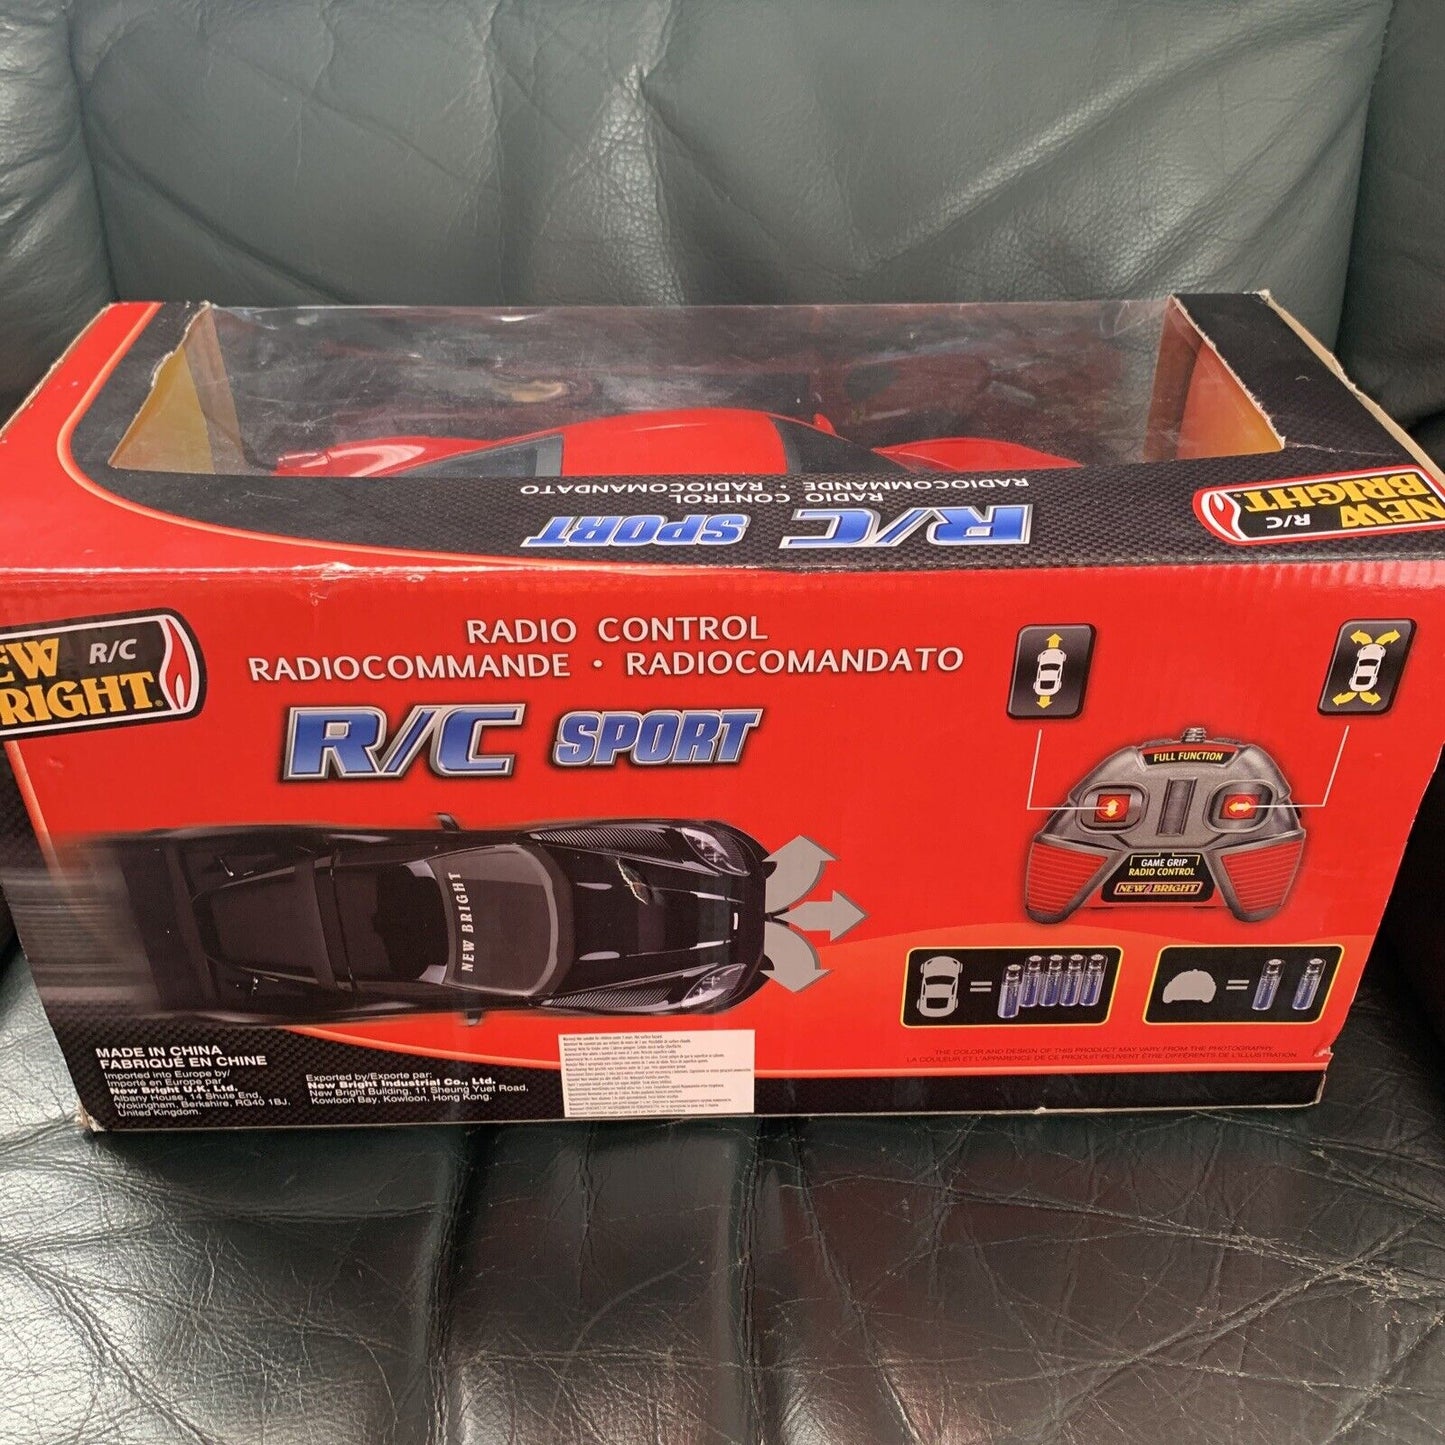 RADIOCOMMANDE • RADIOCOMANDATO
RADIO CONTROL
R/C SPORT
NEW
R/C BRIGHT
EW R/C
RIGHT
RADIO CONTROL
RADIOCOMMANDE • RADIOCOMANDATO
R/C SPORT
FULL FUNCTION
GAME GRIP
RADIO CONTROL
NEW BRIGHT
NEW BRIGHT
=
=
THE COLOR AND DESIGN OF THIS PRODUCT MAY VARY FROM THE PHOTOGRAPHY.
LA COULEUR ET L'APPARENCE DE CE PRODUIT PEUVENT ÊTRE DIFFÉRENTES DE L'ILLUSTRATION.
MADE IN CHINA
FABRIQUÉ EN CHINE
Imported into Europe by/
Importé en Europe par
New Bright U.K. Ltd.
Albany House, 14 Shute End,
Wokingham, Berkshire, RG40 1BJ,
United Kingdom.
Exported by/Exporte par:
New Bright Industrial Co., Ltd.
New Bright Building, 11 Sheung Yuet Road,
Kowloon Bay, Kowloon, Hong Kong.